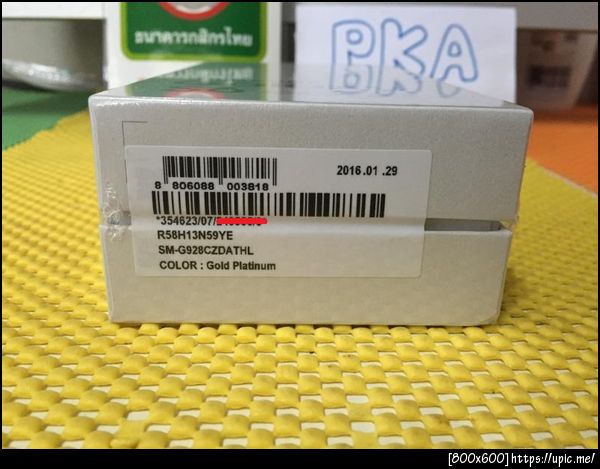 ธนาคารกสิกรไทย
PKA
2016.01 .29
8 806088 003818
*354623/07/
R58H13N59YE
SM-G928CZDATHL
COLOR : Gold Platinum
[800x600] https://upic.me/